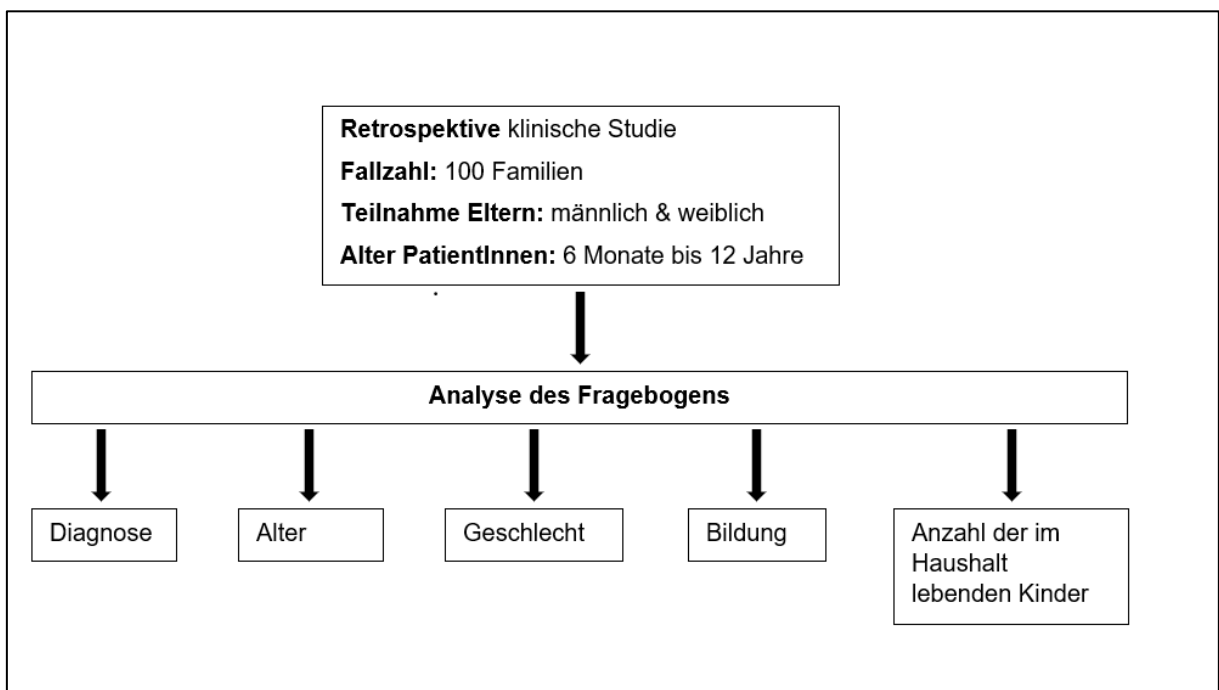 Retrospektive klinische Studie
Fallzahl: 100 Familien
Teilnahme Eltern: männlich & weiblich
Alter PatientInnen: 6 Monate bis 12 Jahre
Analyse des Fragebogens
Diagnose
Alter
Geschlecht
Bildung
Anzahl der im
Haushalt
lebenden Kinder